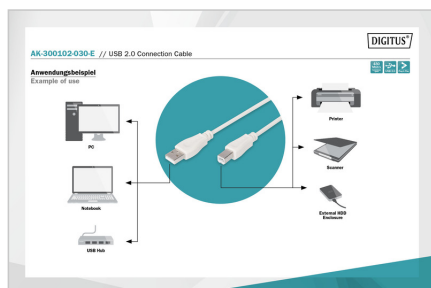 DIGITUS®
AK-300102-030-E // USB 2.0 Connection Cable
Anwendungsbeispiel
Example of use
PC
Printer
Scanner
Notebook
External HDD
Enclosure
USB Hub